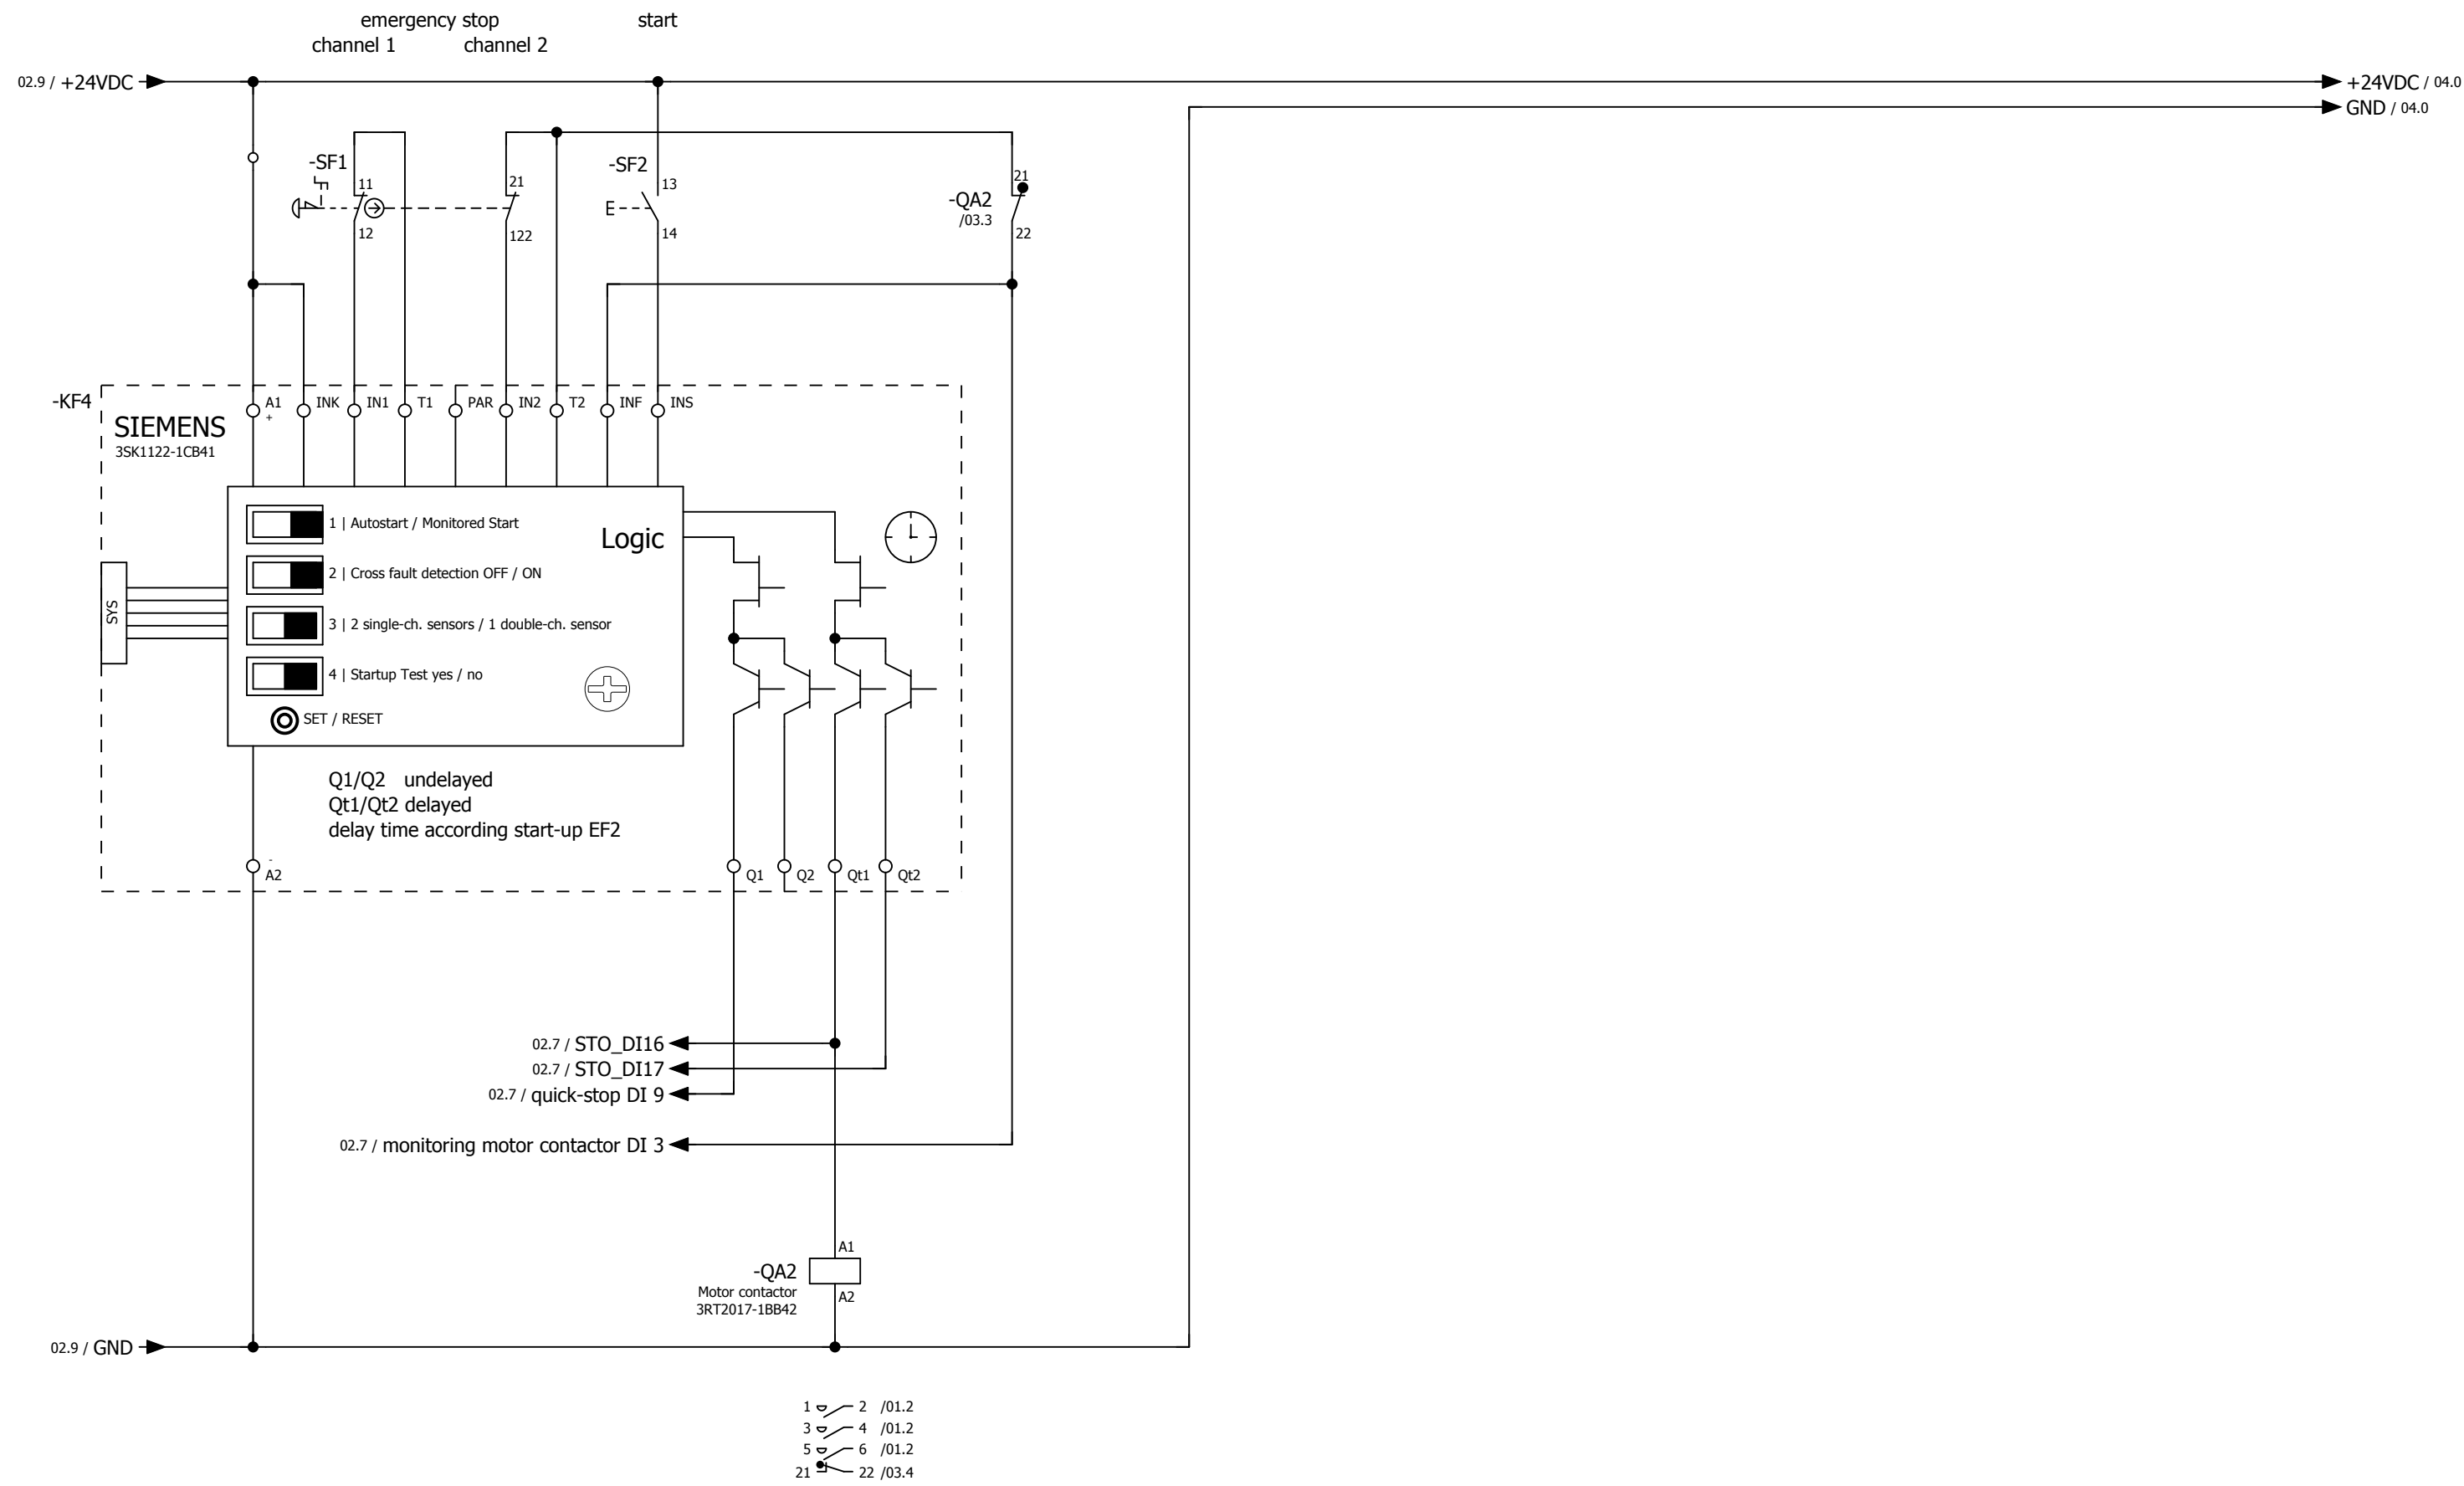 emergency stop
start
channel 1
channel 2
02.9 / +24VDC
+24VDC / 04.0
GND / 04.0
-SF1
11
12
21
122
-SF2
13
14
E
-QA2
/03.3
21
22
-KF4
SIEMENS
3SK1122-1CB41
A1
+
INK
IN1
T1
PAR
IN2
T2
INF
INS
1 | Autostart / Monitored Start
Logic
2 | Cross fault detection OFF / ON
SYS
3 | 2 single-ch. sensors / 1 double-ch. sensor
4 | Startup Test yes / no
SET / RESET
Q1/Q2 undelayed
Qt1/Qt2 delayed
delay time according start-up EF2
-
A2
Q1
Q2
Qt1
Qt2
02.7 / STO_DI16
02.7 / STO_DI17
02.7 / quick-stop DI 9
02.7 / monitoring motor contactor DI 3
A1
-QA2
Motor contactor
3RT2017-1BB42
A2
02.9 / GND
1 2 /01.2
3 4 /01.2
5 6 /01.2
21 22 /03.4